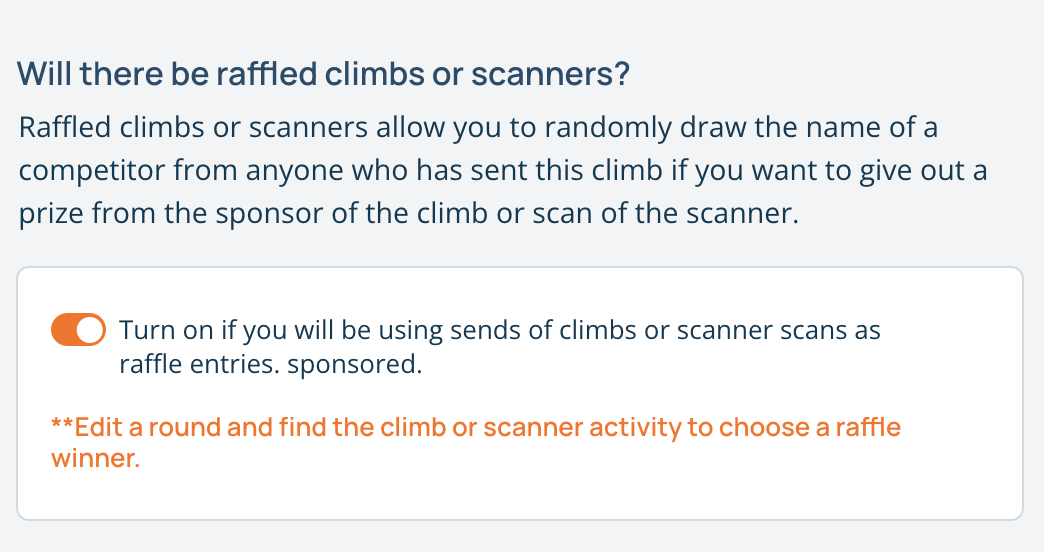 Will there be raffled climbs or scanners?
Raffled climbs or scanners allow you to randomly draw the name of a
competitor from anyone who has sent this climb if you want to give out a
prize from the sponsor of the climb or scan of the scanner.
Turn on if you will be using sends of climbs or scanner scans as
raffle entries. sponsored.
**Edit a round and find the climb or scanner activity to choose a raffle
winner.